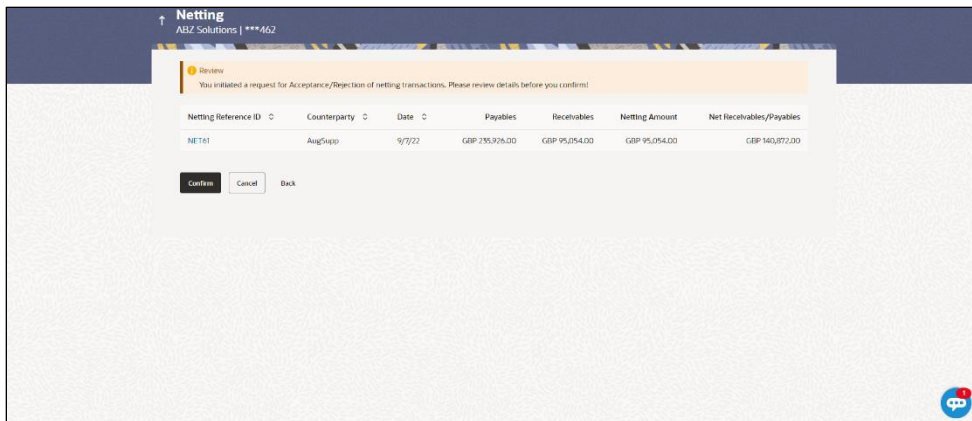 Netting
ABZ Solutions | ***462
Review
You initiated a request for Acceptance/Rejection of netting transactions. Please review details before you confirm!
Netting Reference ID Counterparty Date Payables Receivables Netting Amount Net Receivables/Payables
NET61 AugSupp 9/7/22 GBP 235,926.00 GBP 95,054.00 GBP 95,054.00 GBP 140,872.00
Confirm Cancel Back
1